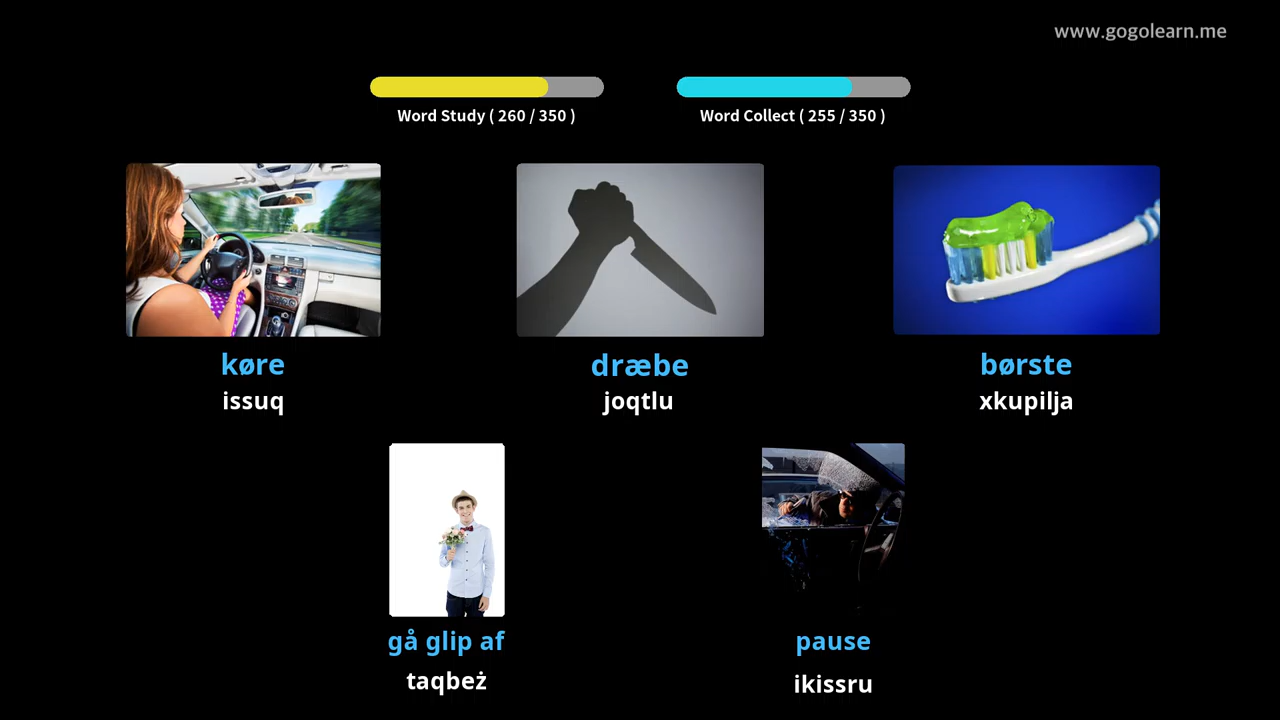 www.gogolearn.me
Word Study ( 260 / 350 )
Word Collect ( 255 / 350 )
køre
issuq
dræbe
joqtlu
børste
xkupilja
gå glip af
taqbeż
pause
ikissru